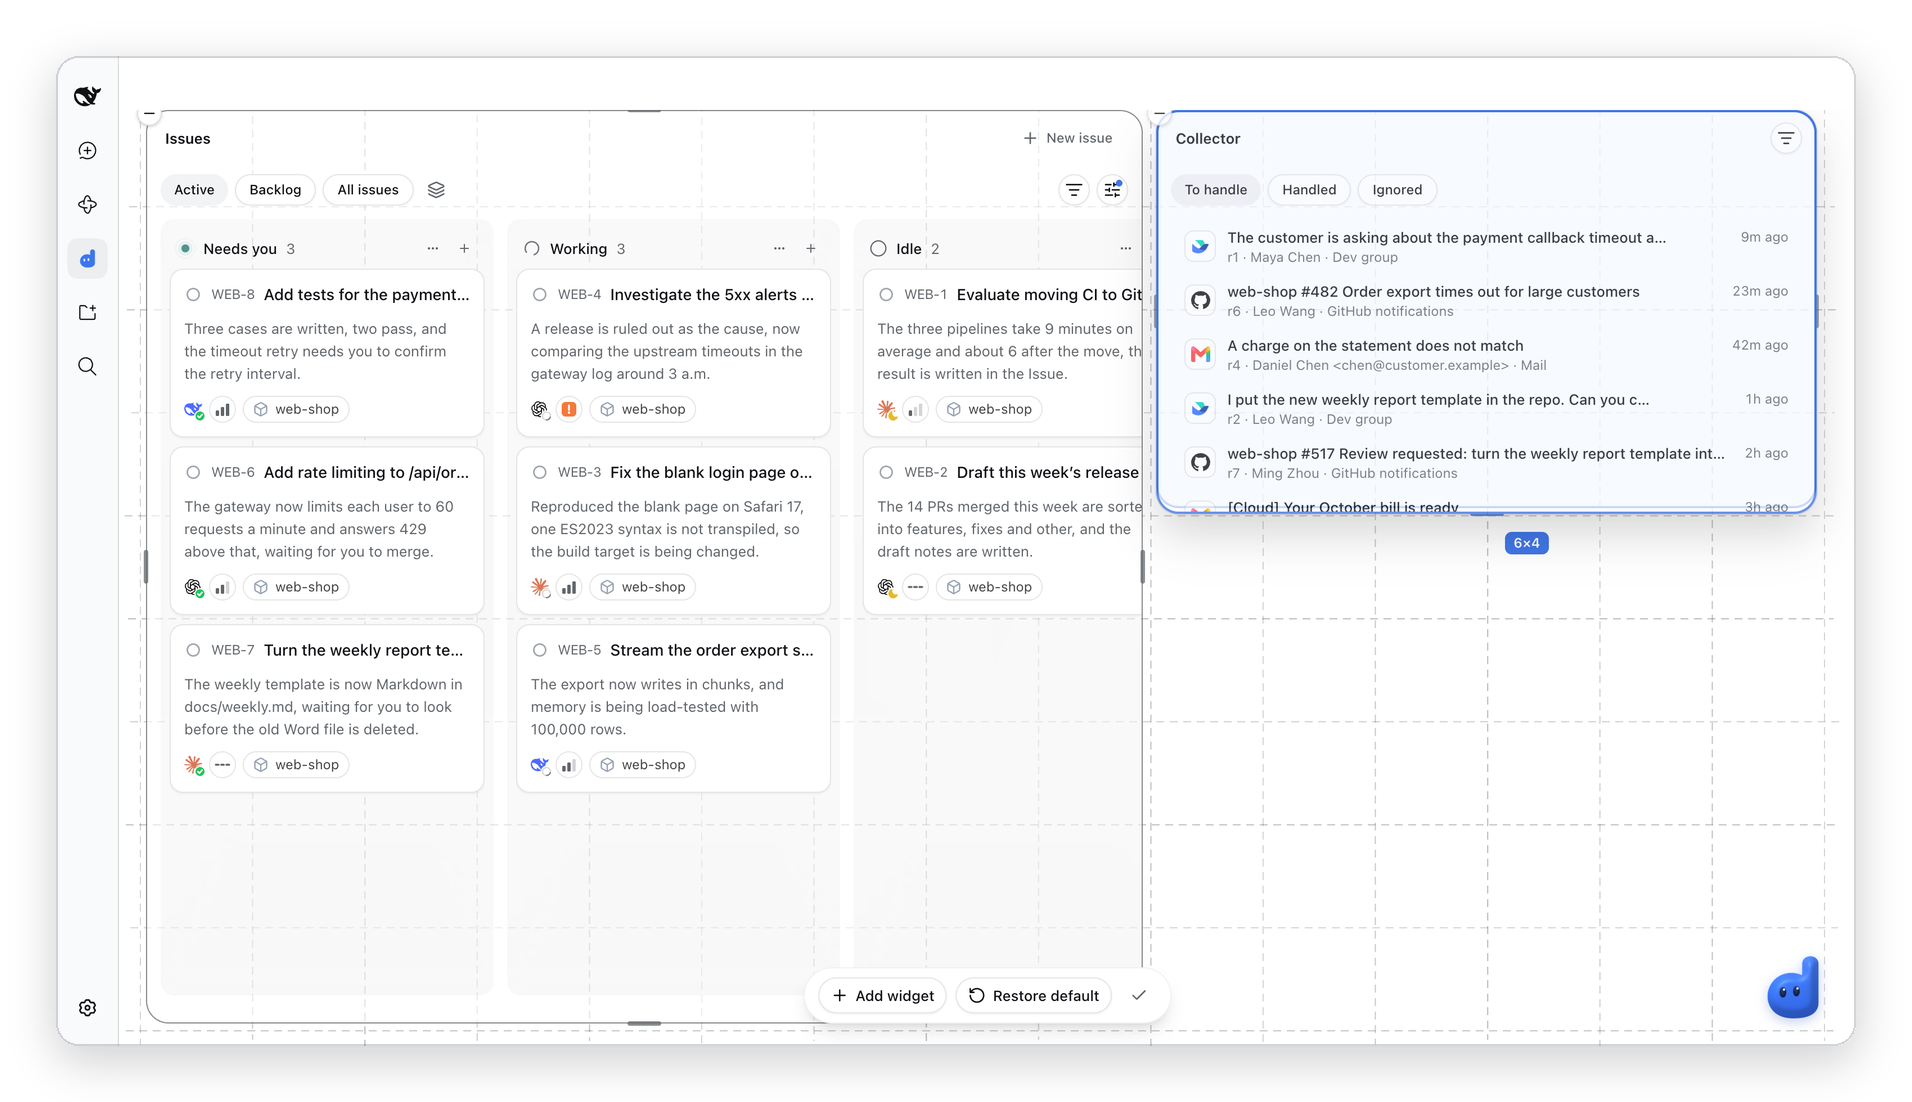 Issues
New issue
Active
Backlog
All issues
Needs you 3
WEB-8 Add tests for the payment...
Three cases are written, two pass, and
the timeout retry needs you to confirm
the retry interval.
web-shop
WEB-6 Add rate limiting to /api/or...
The gateway now limits each user to 60
requests a minute and answers 429
above that, waiting for you to merge.
web-shop
WEB-7 Turn the weekly report te...
The weekly template is now Markdown in
docs/weekly.md, waiting for you to look
before the old Word file is deleted.
web-shop
Working 3
WEB-4 Investigate the 5xx alerts ...
A release is ruled out as the cause, now
comparing the upstream timeouts in the
gateway log around 3 a.m.
web-shop
WEB-3 Fix the blank login page o...
Reproduced the blank page on Safari 17,
one ES2023 syntax is not transpiled, so
the build target is being changed.
web-shop
WEB-5 Stream the order export s...
The export now writes in chunks, and
memory is being load-tested with
100,000 rows.
web-shop
Idle 2
WEB-1 Evaluate moving CI to Git
The three pipelines take 9 minutes on
average and about 6 after the move, th
result is written in the Issue.
web-shop
WEB-2 Draft this week's release
The 14 PRs merged this week are sorte
into features, fixes and other, and the
draft notes are written.
web-shop
Collector
To handle
Handled
Ignored
The customer is asking about the payment callback timeout a... 9m ago
r1 · Maya Chen · Dev group
web-shop #482 Order export times out for large customers 23m ago
r6 · Leo Wang · GitHub notifications
A charge on the statement does not match 42m ago
r4 · Daniel Chen <chen@customer.example> · Mail
I put the new weekly report template in the repo. Can you c... 1h ago
r2 · Leo Wang · Dev group
web-shop #517 Review requested: turn the weekly report template int... 2h ago
r7 · Ming Zhou · GitHub notifications
[Cloud] Your October bill is ready 3h ago
6×4
Add widget
Restore default